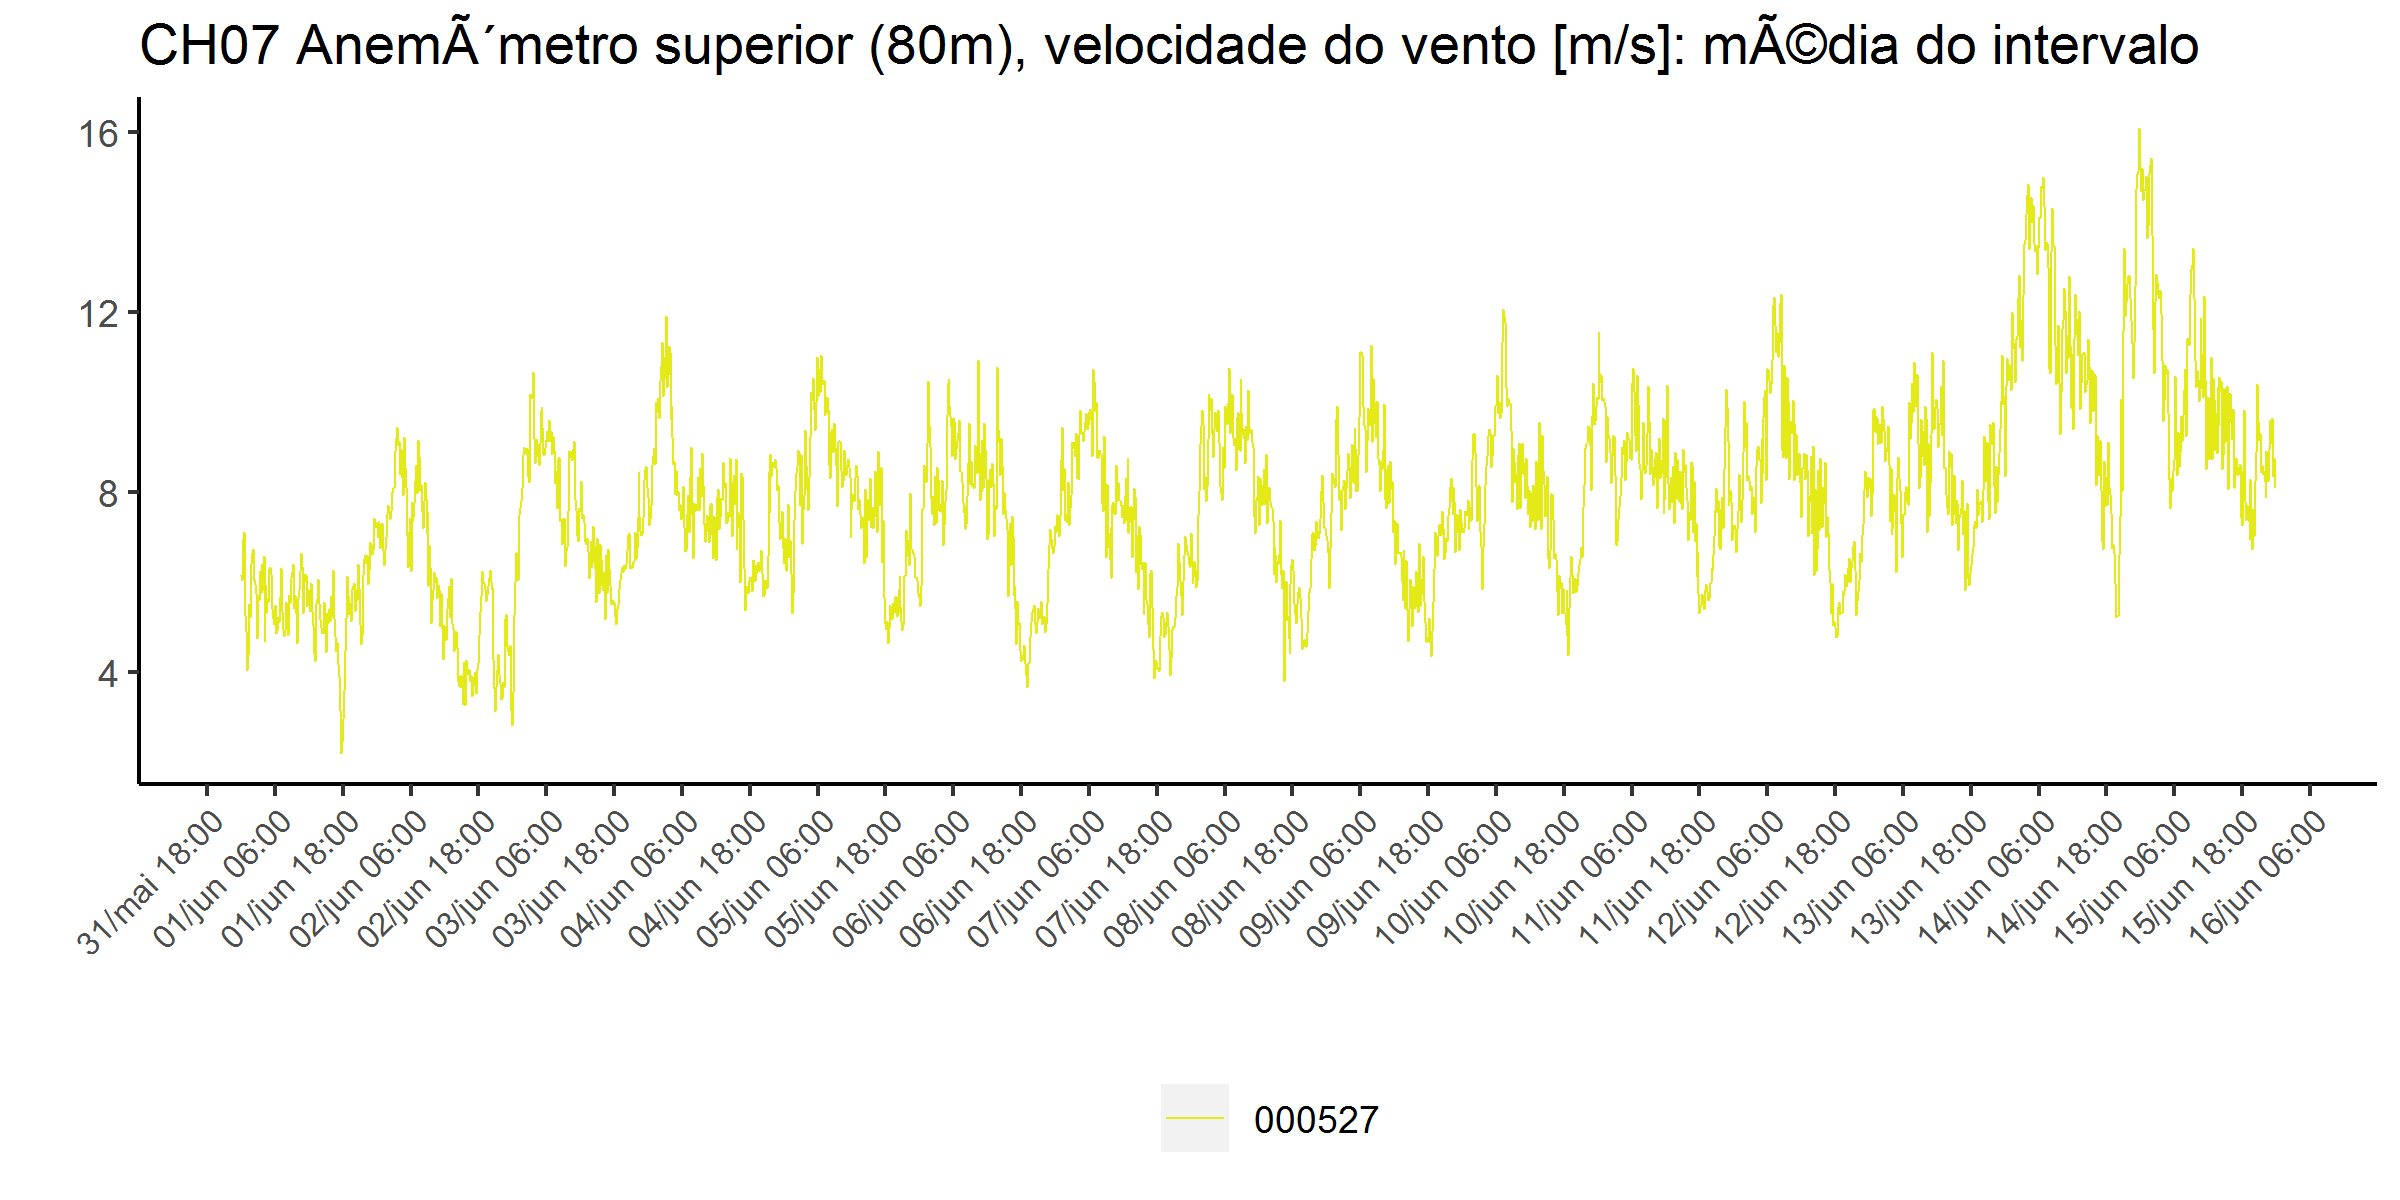 CH07 AnemÃ´metro superior (80m), velocidade do vento [m/s]: mÃ©dia do intervalo
16
12
8
4
31/mai 18:00
01/jun 06:00
01/jun 18:00
02/jun 06:00
02/jun 18:00
03/jun 06:00
03/jun 18:00
04/jun 06:00
04/jun 18:00
05/jun 06:00
05/jun 18:00
06/jun 06:00
06/jun 18:00
07/jun 06:00
07/jun 18:00
08/jun 06:00
08/jun 18:00
09/jun 06:00
09/jun 18:00
10/jun 06:00
10/jun 18:00
11/jun 06:00
11/jun 18:00
12/jun 06:00
12/jun 18:00
13/jun 06:00
13/jun 18:00
14/jun 06:00
14/jun 18:00
15/jun 06:00
15/jun 18:00
16/jun 06:00
000527